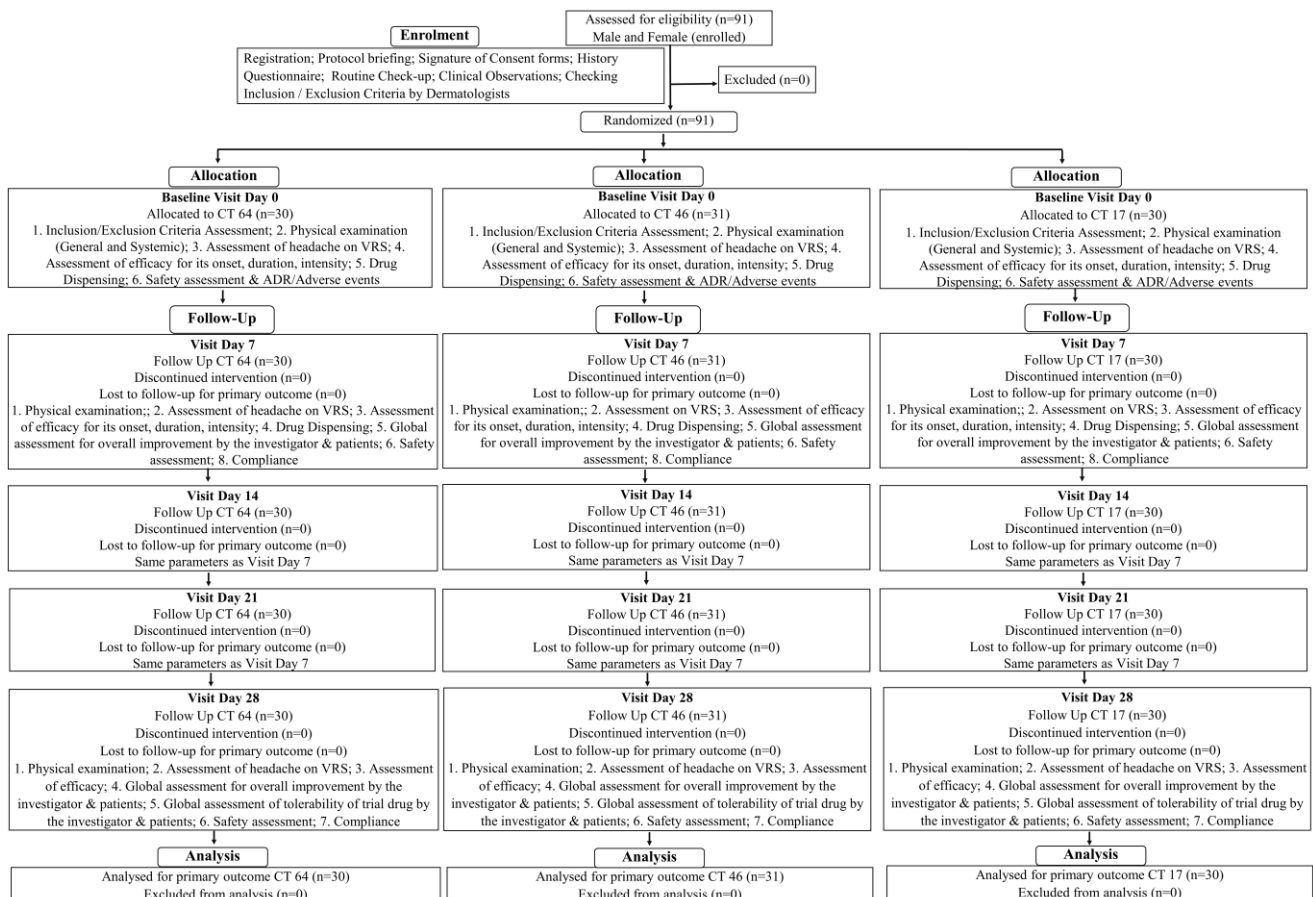 Assessed for eligibility (n=91)
Male and Female (enrolled)
Enrolment
Registration; Protocol briefing; Signature of Consent forms; History
Questionnaire; Routine Check-up; Clinical Observations; Checking
Inclusion / Exclusion Criteria by Dermatologists
Excluded (n=0)
Randomized (n=91)
Allocation
Baseline Visit Day 0
Allocated to CT 64 (n=30)
1. Inclusion/Exclusion Criteria Assessment; 2. Physical examination
(General and Systemic); 3. Assessment of headache on VRS; 4.
Assessment of efficacy for its onset, duration, intensity; 5. Drug
Dispensing; 6. Safety assessment & ADR/Adverse events
Follow-Up
Visit Day 7
Follow Up CT 64 (n=30)
Discontinued intervention (n=0)
Lost to follow-up for primary outcome (n=0)
1. Physical examination;; 2. Assessment of headache on VRS; 3. Assessment
of efficacy for its onset, duration, intensity; 4. Drug Dispensing; 5. Global
assessment for overall improvement by the investigator & patients; 6. Safety
assessment; 8. Compliance
Visit Day 14
Follow Up CT 64 (n=30)
Discontinued intervention (n=0)
Lost to follow-up for primary outcome (n=0)
Same parameters as Visit Day 7
Visit Day 21
Follow Up CT 64 (n=30)
Discontinued intervention (n=0)
Lost to follow-up for primary outcome (n=0)
Same parameters as Visit Day 7
Visit Day 28
Follow Up CT 64 (n=30)
Discontinued intervention (n=0)
Lost to follow-up for primary outcome (n=0)
1. Physical examination; 2. Assessment of headache on VRS; 3. Assessment
of efficacy; 4. Global assessment for overall improvement by the
investigator & patients; 5. Global assessment of tolerability of trial drug by
the investigator & patients; 6. Safety assessment; 7. Compliance
Analysis
Analysed for primary outcome CT 64 (n=30)
Excluded from analysis (n=0)
Allocation
Baseline Visit Day 0
Allocated to CT 46 (n=31)
1. Inclusion/Exclusion Criteria Assessment; 2. Physical examination
(General and Systemic); 3. Assessment of headache on VRS; 4.
Assessment of efficacy for its onset, duration, intensity; 5. Drug
Dispensing; 6. Safety assessment & ADR/Adverse events
Follow-Up
Visit Day 7
Follow Up CT 46 (n=31)
Discontinued intervention (n=0)
Lost to follow-up for primary outcome (n=0)
1. Physical examination;; 2. Assessment on VRS; 3. Assessment of efficacy
for its onset, duration, intensity; 4. Drug Dispensing; 5. Global assessment
for overall improvement by the investigator & patients; 6. Safety
assessment; 8. Compliance
Visit Day 14
Follow Up CT 46 (n=31)
Discontinued intervention (n=0)
Lost to follow-up for primary outcome (n=0)
Same parameters as Visit Day 7
Visit Day 21
Follow Up CT 46 (n=31)
Discontinued intervention (n=0)
Lost to follow-up for primary outcome (n=0)
Same parameters as Visit Day 7
Visit Day 28
Follow Up CT 46 (n=31)
Discontinued intervention (n=0)
Lost to follow-up for primary outcome (n=0)
1. Physical examination; 2. Assessment of headache on VRS; 3. Assessment
of efficacy; 4. Global assessment for overall improvement by the
investigator & patients; 5. Global assessment of tolerability of trial drug by
the investigator & patients; 6. Safety assessment; 7. Compliance
Analysis
Analysed for primary outcome CT 46 (n=31)
Excluded from analysis (n=0)
Allocation
Baseline Visit Day 0
Allocated to CT 17 (n=30)
1. Inclusion/Exclusion Criteria Assessment; 2. Physical examination
(General and Systemic); 3. Assessment of headache on VRS; 4.
Assessment of efficacy for its onset, duration, intensity; 5. Drug
Dispensing; 6. Safety assessment & ADR/Adverse events
Follow-Up
Visit Day 7
Follow Up CT 17 (n=30)
Discontinued intervention (n=0)
Lost to follow-up for primary outcome (n=0)
1. Physical examination;; 2. Assessment on VRS; 3. Assessment of efficacy
for its onset, duration, intensity; 4. Drug Dispensing; 5. Global assessment
for overall improvement by the investigator & patients; 6. Safety
assessment; 8. Compliance
Visit Day 14
Follow Up CT 17 (n=30)
Discontinued intervention (n=0)
Lost to follow-up for primary outcome (n=0)
Same parameters as Visit Day 7
Visit Day 21
Follow Up CT 17 (n=30)
Discontinued intervention (n=0)
Lost to follow-up for primary outcome (n=0)
Same parameters as Visit Day 7
Visit Day 28
Follow Up CT 17 (n=30)
Discontinued intervention (n=0)
Lost to follow-up for primary outcome (n=0)
1. Physical examination; 2. Assessment of headache on VRS; 3. Assessment
of efficacy; 4. Global assessment for overall improvement by the
investigator & patients; 5. Global assessment of tolerability of trial drug by
the investigator & patients; 6. Safety assessment; 7. Compliance
Analysis
Analysed for primary outcome CT 17 (n=30)
Excluded from analysis (n=0)